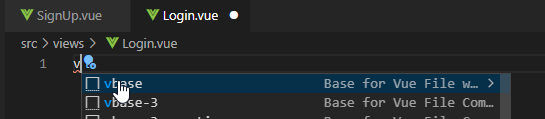 SignUp.vue Login.vue
src > views > Login.vue
1 v
vbase Base for Vue File w... >
vbase-3 Base for Vue File Com...